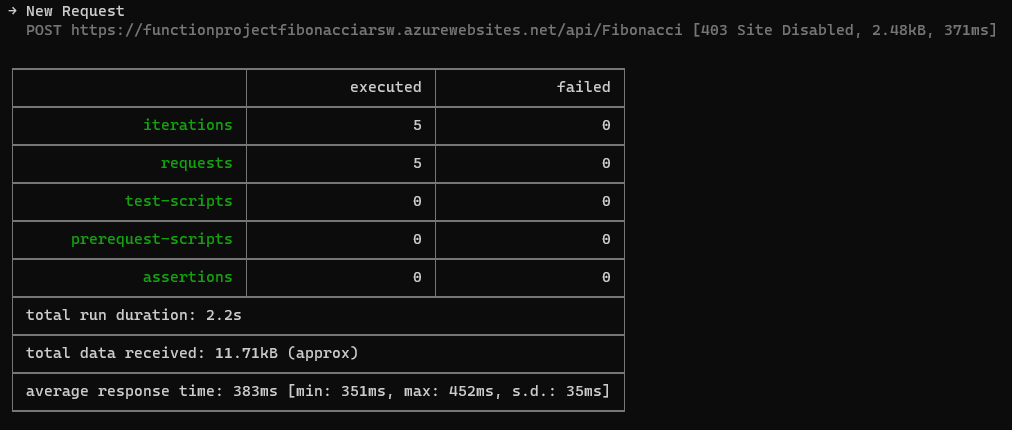 → New Request
POST https://functionprojectfibonacciarsw.azurewebsites.net/api/Fibonacci [403 Site Disabled, 2.48kB, 371ms]
executed failed
iterations 5 0
requests 5 0
test-scripts 0 0
prerequest-scripts 0 0
assertions 0 0
total run duration: 2.2s
total data received: 11.71kB (approx)
average response time: 383ms [min: 351ms, max: 452ms, s.d.: 35ms]